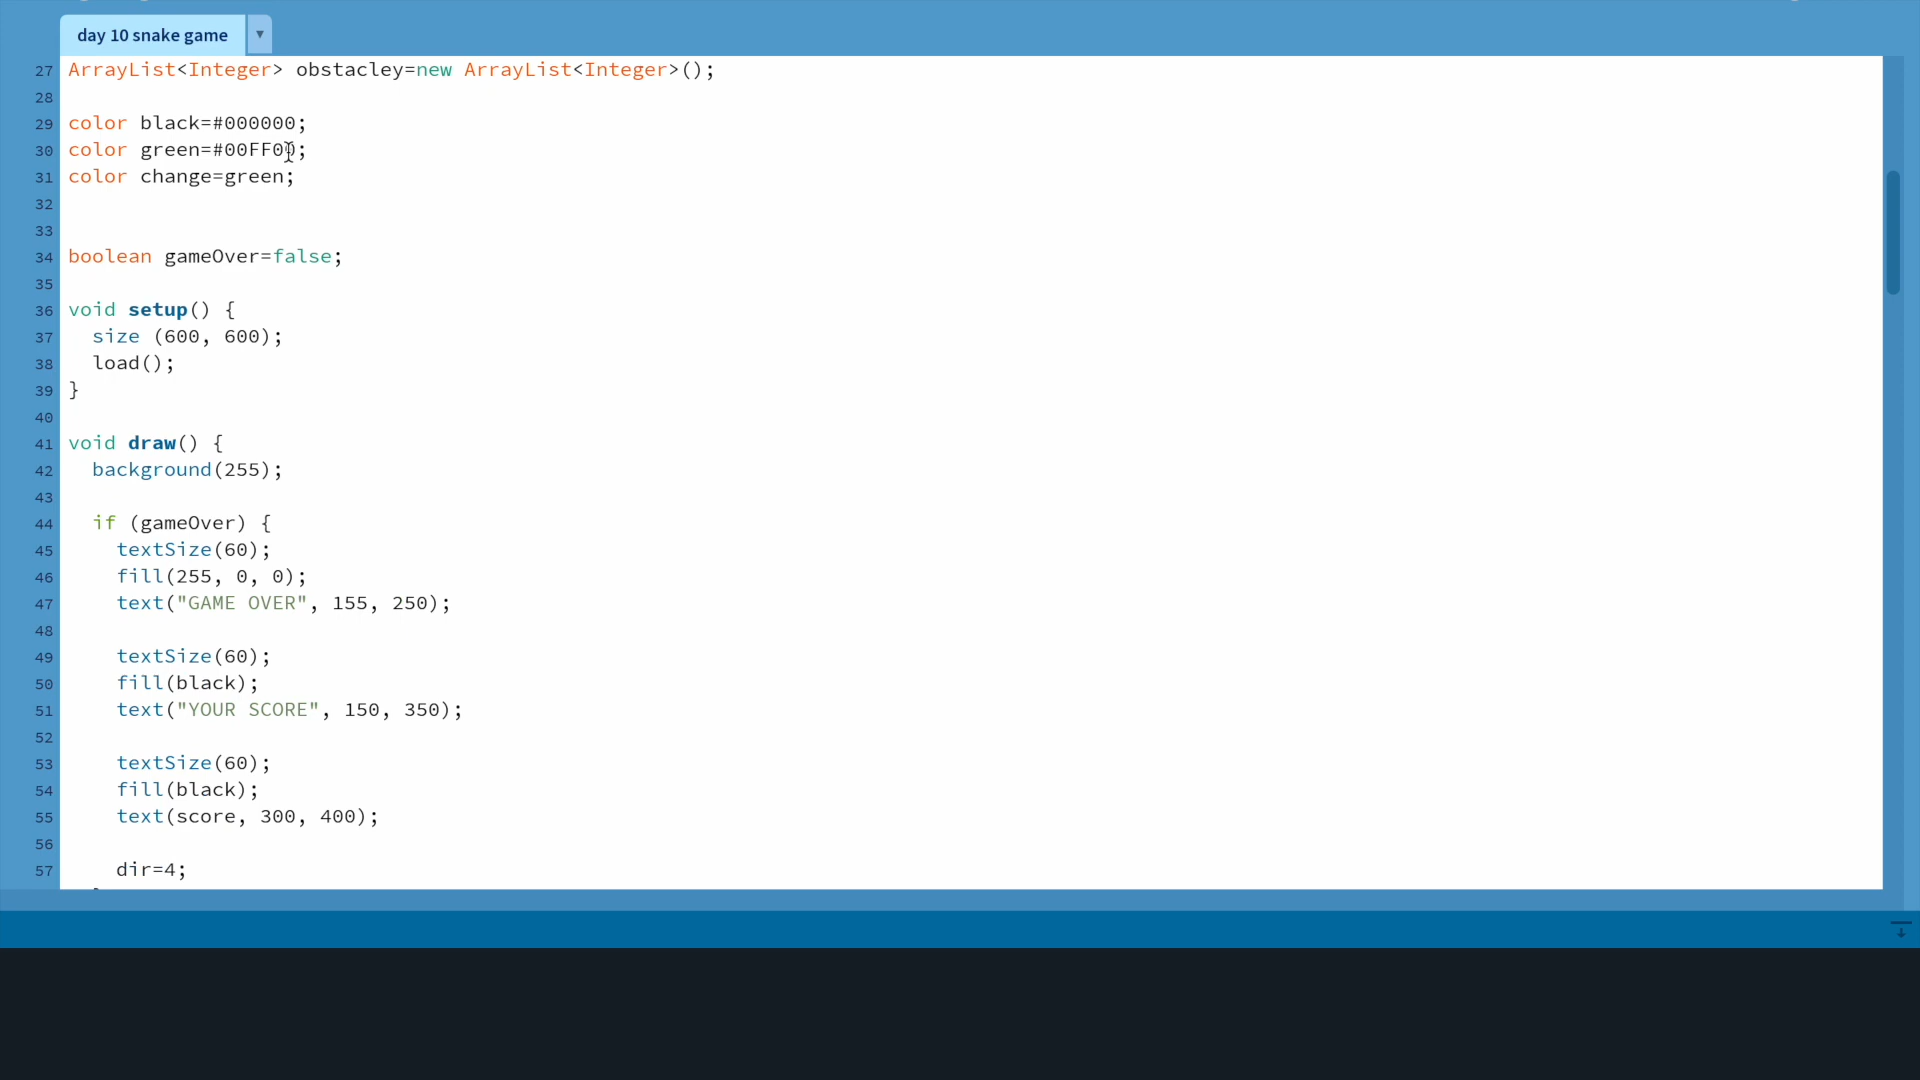 day 10 snake game ▼
27 ArrayList<Integer> obstacley=new ArrayList<Integer>();
28
29 color black=#000000;
30 color green=#00FF00;
31 color change=green;
32
33
34 boolean gameOver=false;
35
36 void setup() {
37   size (600, 600);
38   load();
39 }
40
41 void draw() {
42   background(255);
43
44   if (gameOver) {
45     textSize(60);
46     fill(255, 0, 0);
47     text("GAME OVER", 155, 250);
48
49     textSize(60);
50     fill(black);
51     text("YOUR SCORE", 150, 350);
52
53     textSize(60);
54     fill(black);
55     text(score, 300, 400);
56
57     dir=4;